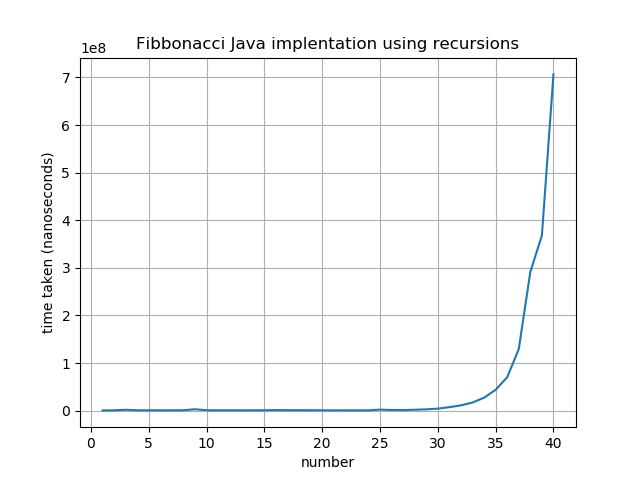 Fibbonacci Java implentation using recursions
1e8
7
6
5
4
3
2
1
0
time taken (nanoseconds)
0 5 10 15 20 25 30 35 40
number